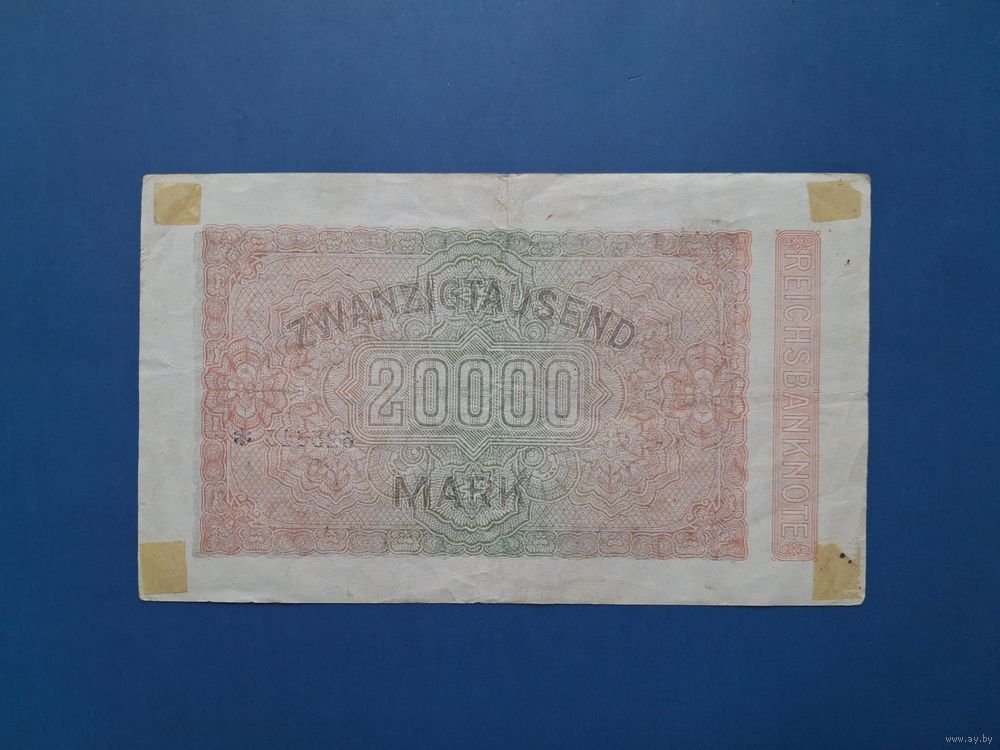 ZWANZIGTAUSEND
20000
MARK
REICHSBANKNOTE
www.ay.by